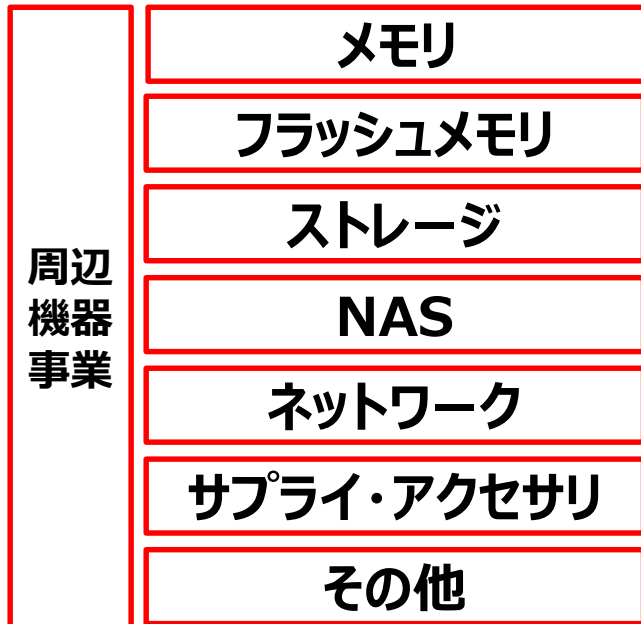 周辺
機器
事業
メモリ
フラッシュメモリ
ストレージ
NAS
ネットワーク
サプライ・アクセサリ
その他